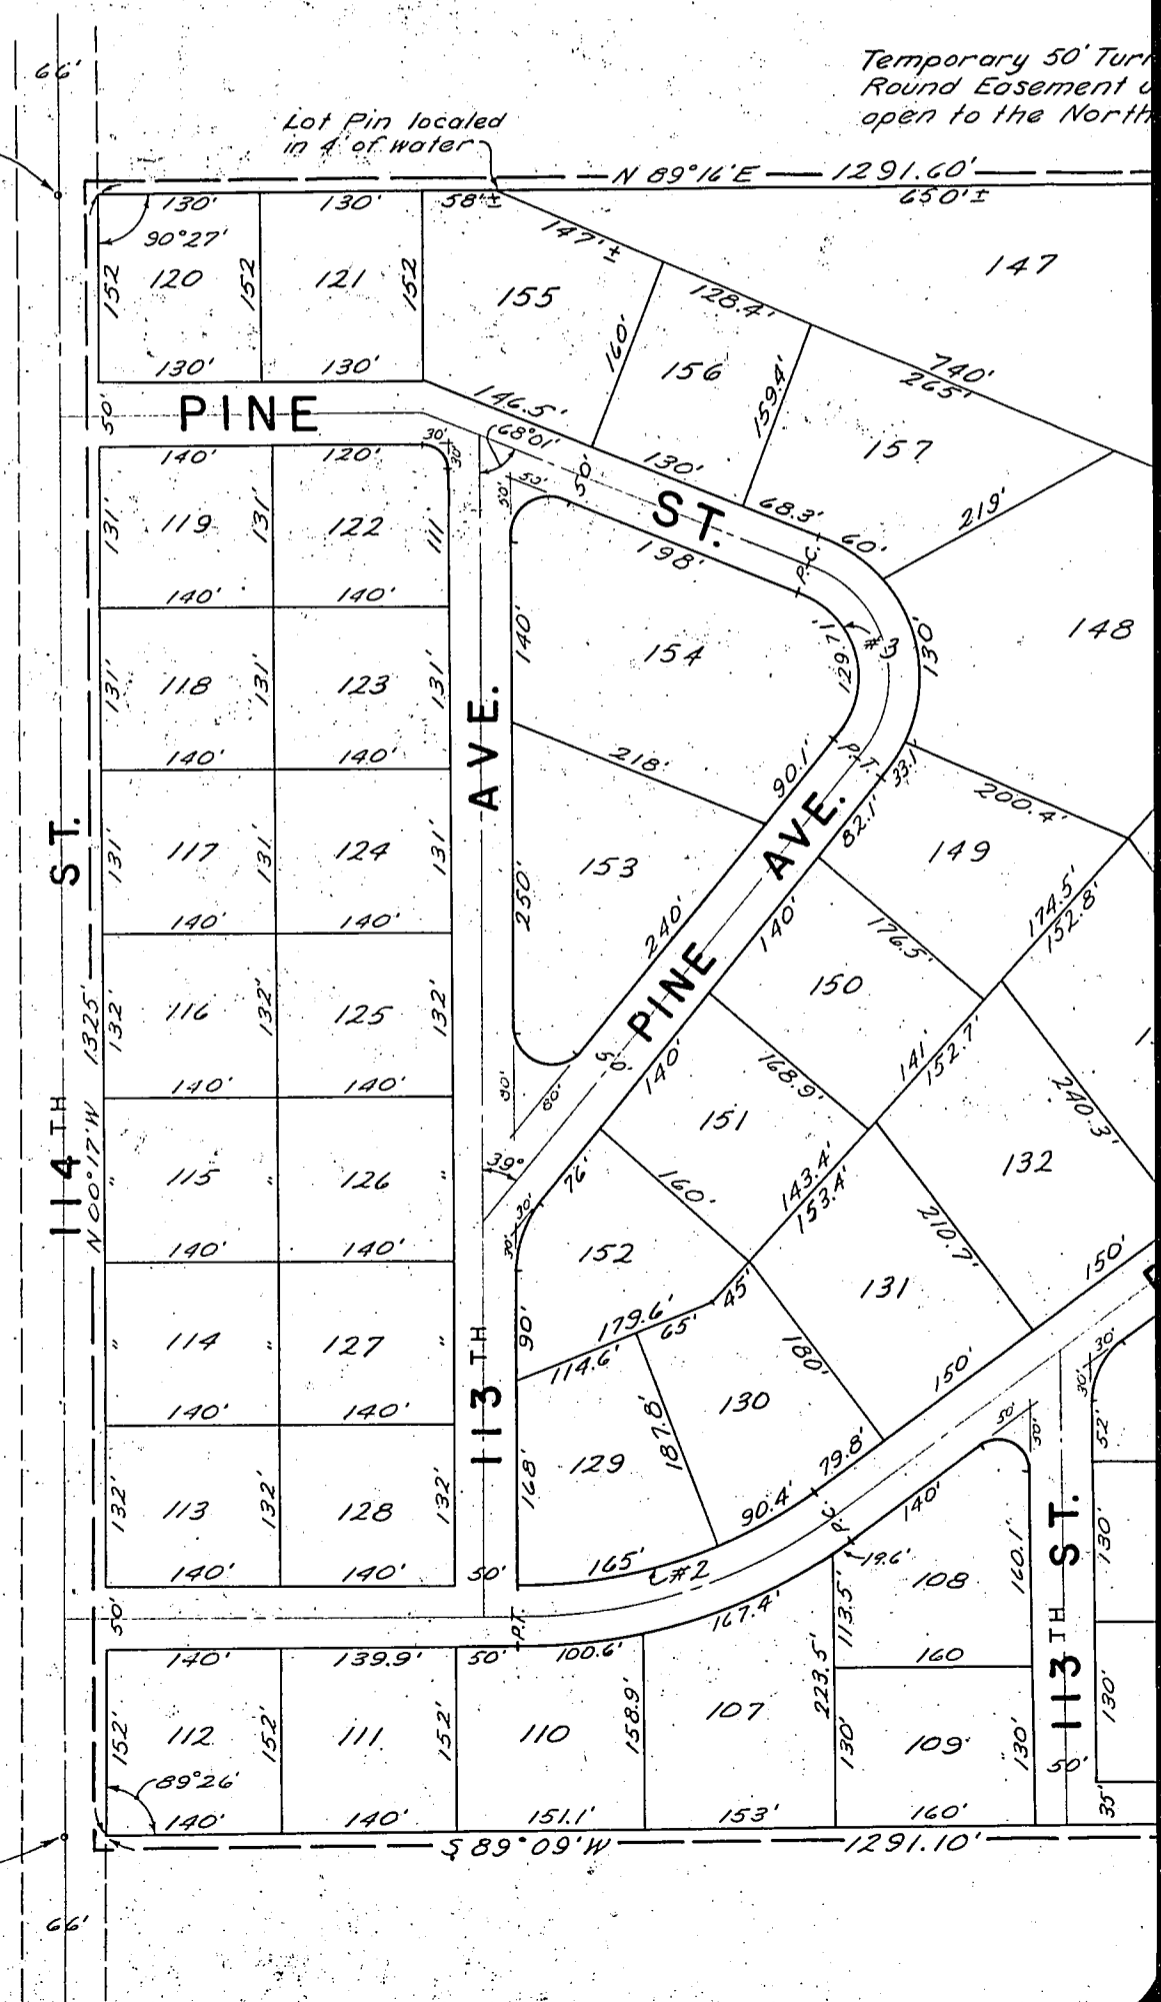 66'
Temporary 50' Turn
Round Easement
open to the North
Lot Pin located
in 4' of water
N 89°16'E 1291.60'
650'±
130' 130' 58'±
90°27'
147'±
147
152 120 152 121 152 155
128.4'
160' 156 159.4'
740'
265'
130' 130'
146.5'
157
50' PINE
68°01'
30' 30'
130'
219'
140' 120'
50' 50' 50'
ST.
68.3'
60'
131' 119 131' 122 111'
198'
P.C.
140' 140'
140'
129.71'
#3
130'
148
154
131' 118 131' 123 131'
AVE.
140' 140'
218'
90.1'
P.T.
33.1'
200.4'
AVE.
82.1'
ST.
131' 117 131' 124 131'
153
149
250'
240'
140'
176.5'
174.5'
152.8'
140' 140'
PINE
150
132' 116 132' 125 132'
N 00°17'W 1325'
50'
140'
168.9'
141'
152.7'
140' 140'
80' 80'
151
240.3'
114TH
" 115 " 126 "
39°
76'
160'
143.4'
153.4'
132
140' 140'
30' 30'
152
210.7'
150'
131
45'
179.6'
65'
90'
" 114 " 127 "
113TH
114.6'
180'
150'
30' 30'
140' 140'
187.8'
130
50' 50'
52'
168'
129
79.8'
132' 113 132' 128 132'
90.4'
P.C.
140'
160.1'
ST.
130'
140' 140' 50'
165'
#2
19.6'
108
50'
P.T.
167.4'
113.5'
140' 139.9' 50' 100.6'
160
113TH
152' 112 152' 111 152' 110 158.9' 107 223.5' 130' 109 130'
130'
50'
89°26'
140' 140' 151.1' 153' 160' 35'
S 89°09'W 1291.10'
66'